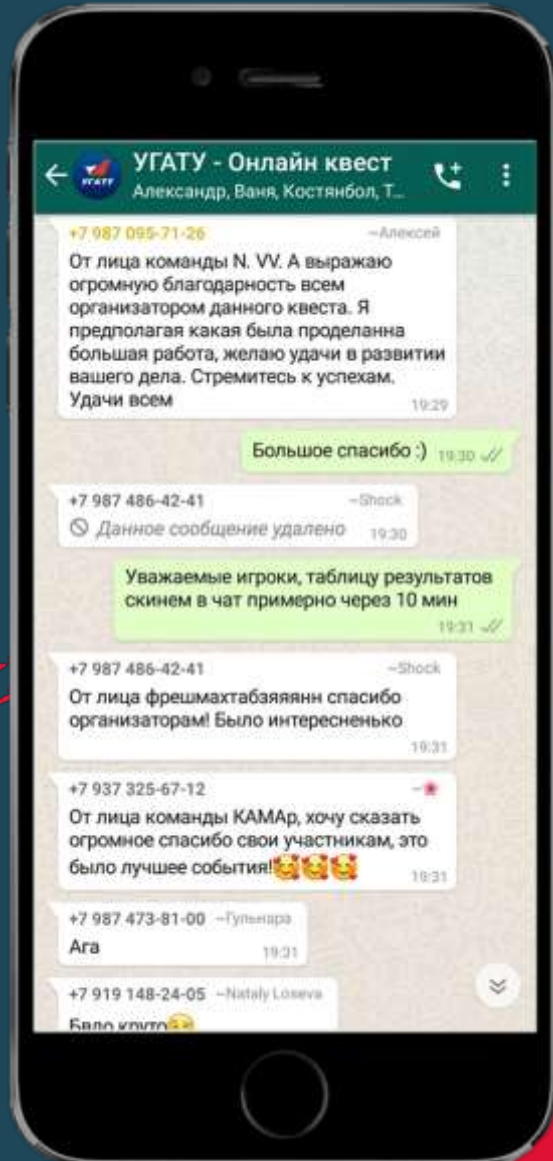 УГАТУ - Онлайн квест
УГАТУ
Александр, Ваня, Костянбол, Т...
+7 987 095-71-26 ~Алексей
От лица команды N. VV. А выражаю
огромную благодарность всем
организатором данного квеста. Я
предполагая какая была проделанна
большая работа, желаю удачи в развитии
вашего дела. Стремитесь к успехам.
Удачи всем
19:29
Большое спасибо :) 19:30
+7 987 486-42-41 ~Shock
Данное сообщение удалено 19:30
Уважаемые игроки, таблицу результатов
скинем в чат примерно через 10 мин
19:31
+7 987 486-42-41 ~Shock
От лица фрешмахтабзяяянн спасибо
организаторам! Было интересненько
19:31
+7 937 325-67-12 ~🌸
От лица команды КАМАр, хочу сказать
огромное спасибо свои участникам, это
было лучшее события!🥰🥰🥰
19:31
+7 987 473-81-00 ~Гульнара
Ага 19:31
+7 919 148-24-05 ~Nataly Loseva
круто